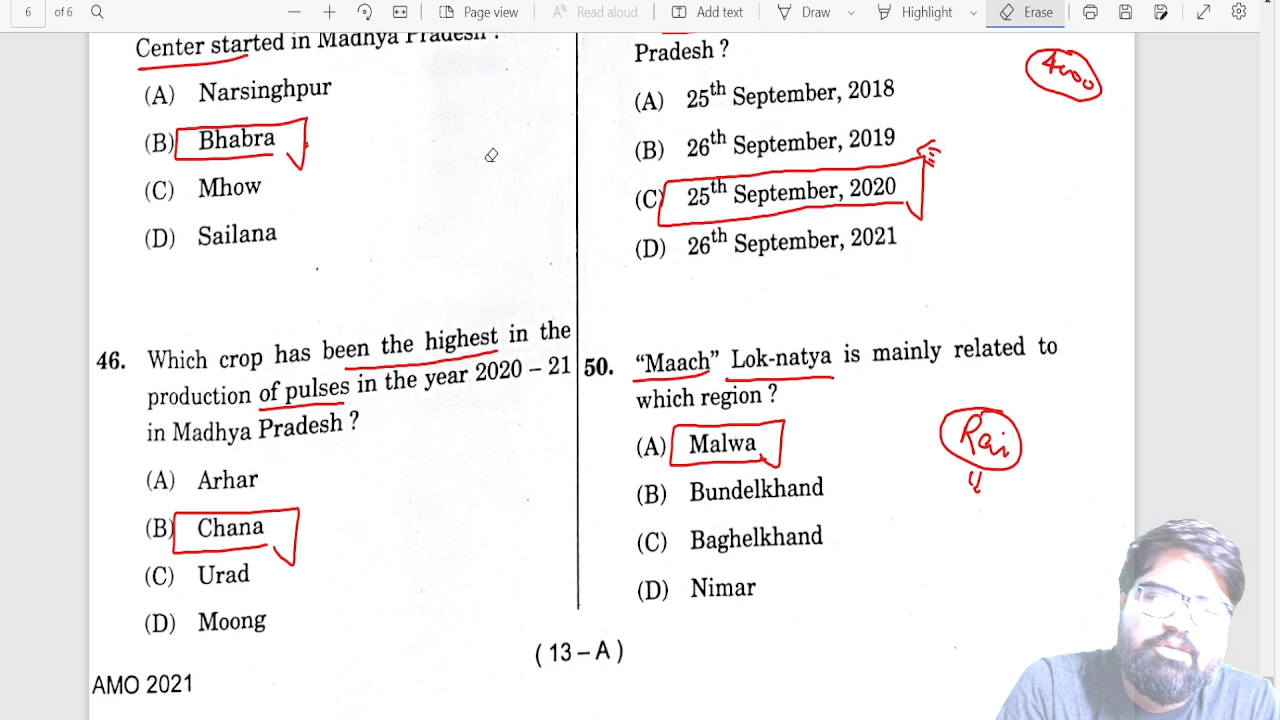 6
of 6
Page view
Read aloud
Add text
Draw
Highlight
Erase
Center started in Madhya Pradesh ?
(A) Narsinghpur
(B) Bhabra
(C) Mhow
(D) Sailana
46. Which crop has been the highest in the
production of pulses in the year 2020 – 21
in Madhya Pradesh ?
(A) Arhar
(B) Chana
(C) Urad
(D) Moong
Pradesh ?
(A) 25th September, 2018
(B) 26th September, 2019
(C) 25th September, 2020
(D) 26th September, 2021
4000
50. “Maach” Lok-natya is mainly related to
which region ?
(A) Malwa
(B) Bundelkhand
(C) Baghelkhand
(D) Nimar
Rai
( 13 – A )
AMO 2021